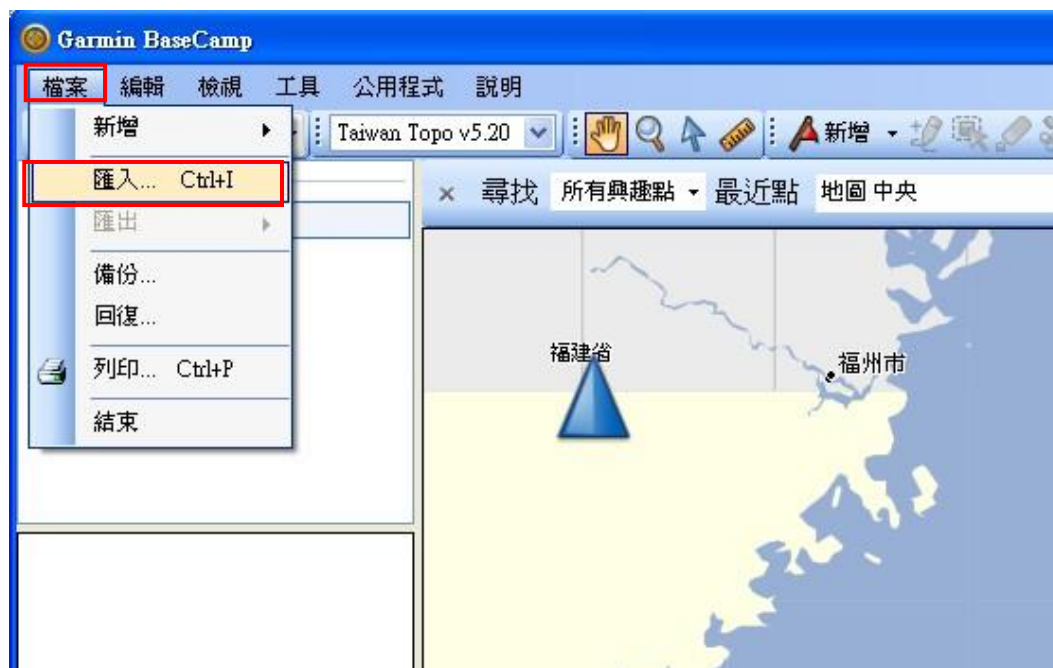 Garmin BaseCamp
檔案 編輯 檢視 工具 公用程式 說明
新增
Taiwan Topo v5.20
新增
匯入... Ctrl+I
匯出
備份...
回復...
列印... Ctrl+P
結束
尋找 所有興趣點 最近點 地圖 中央
福建省
福州市